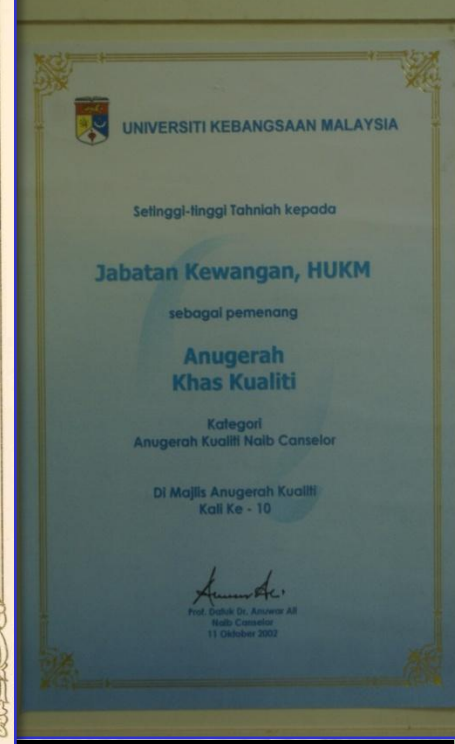 UNIVERSITI KEBANGSAAN MALAYSIA
Setinggi-tinggi Tahniah kepada
Jabatan Kewangan, HUKM
sebagai pemenang
Anugerah
Khas Kualiti
Kategori
Anugerah Kualiti Naib Canselor
Di Majlis Anugerah Kualiti
Kali Ke - 10
Prof. Datuk Dr. Anuwar Ali
Naib Canselor
11 Oktober 2002